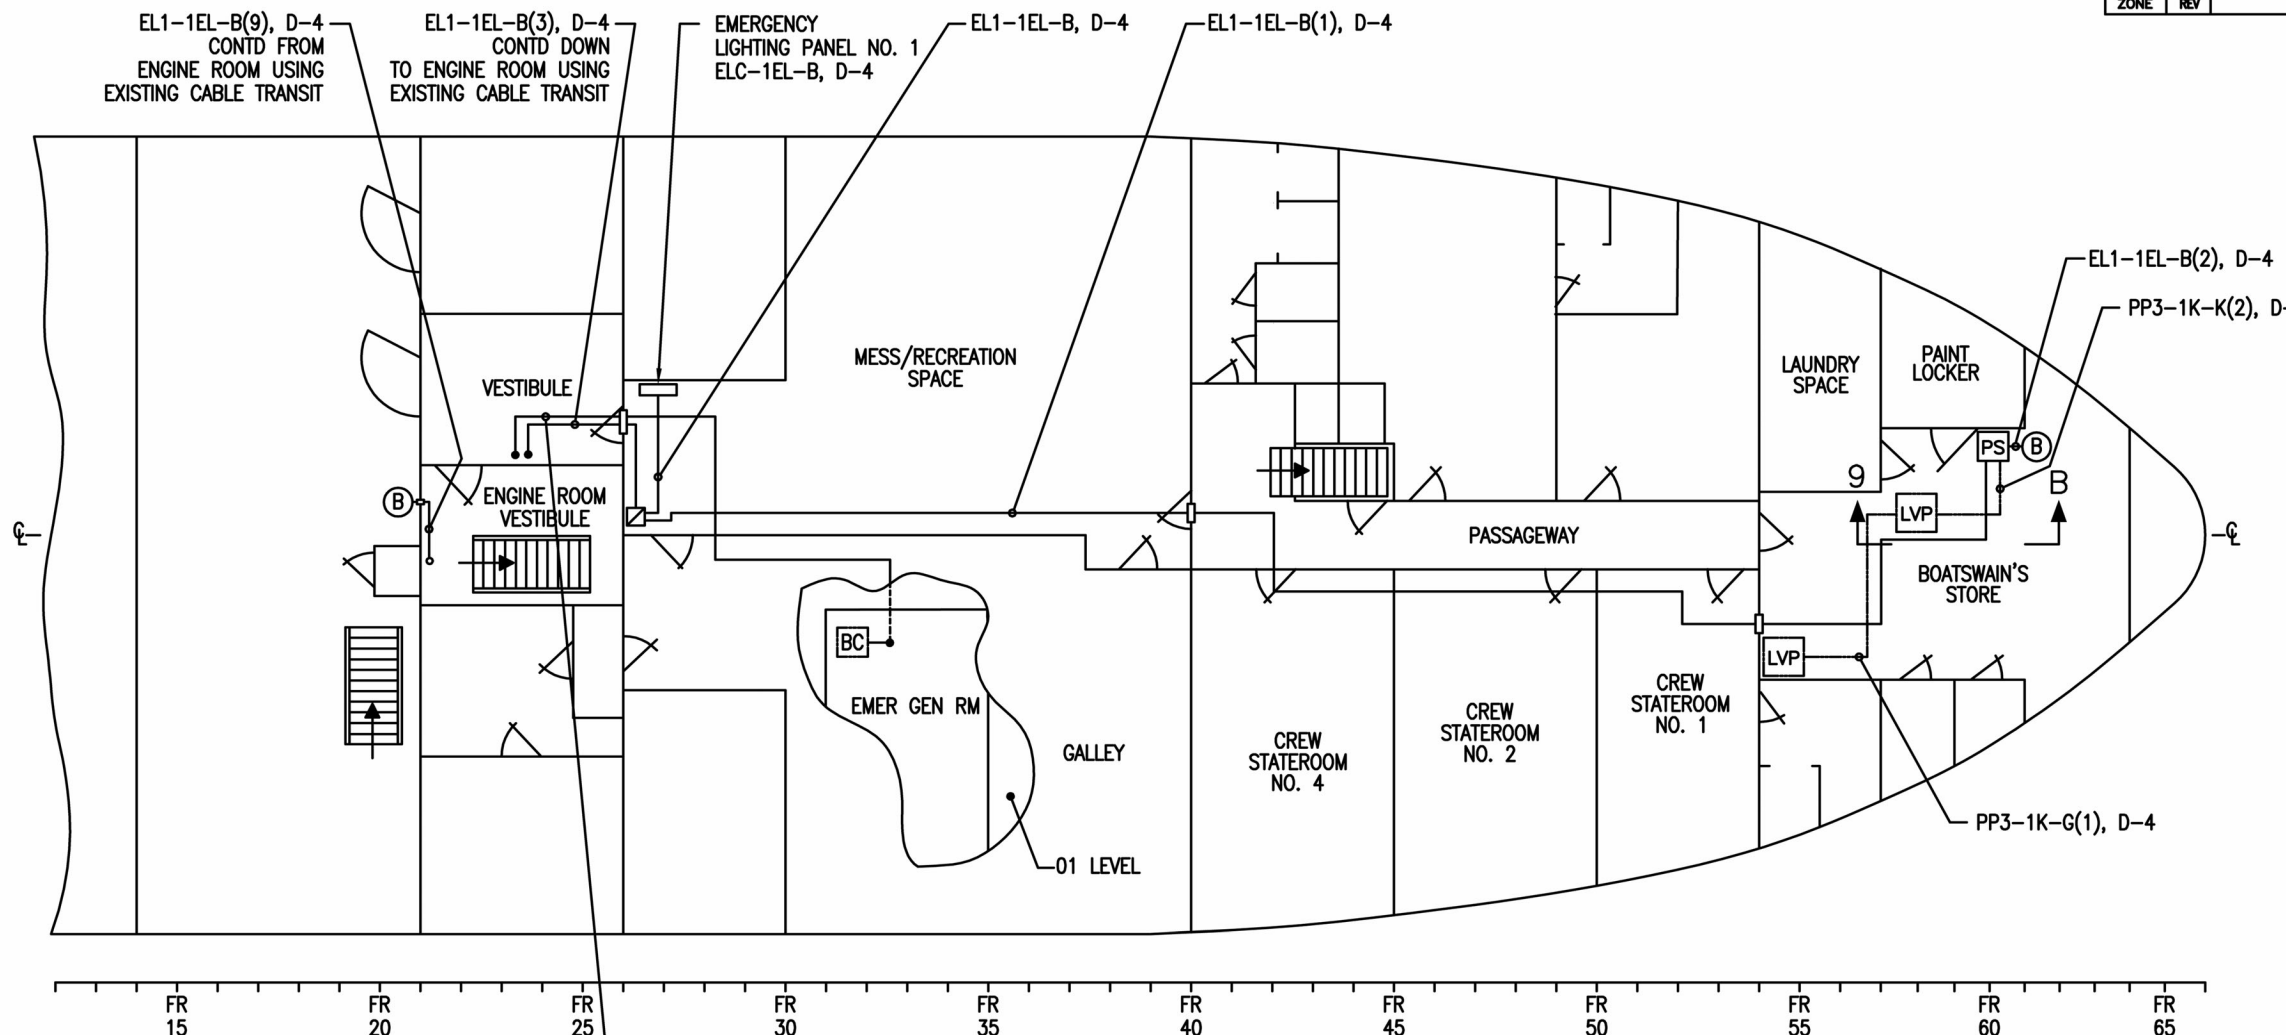 ZONE REV
EL1-1EL-B(9), D-4
CONTD FROM
ENGINE ROOM USING
EXISTING CABLE TRANSIT
EL1-1EL-B(3), D-4
CONTD DOWN
TO ENGINE ROOM USING
EXISTING CABLE TRANSIT
EMERGENCY
LIGHTING PANEL NO. 1
ELC-1EL-B, D-4
EL1-1EL-B, D-4
EL1-1EL-B(1), D-4
EL1-1EL-B(2), D-4
PP3-1K-K(2), D-
MESS/RECREATION
SPACE
VESTIBULE
LAUNDRY
SPACE
PAINT
LOCKER
PS
B
9
B
LVP
B
ENGINE ROOM
VESTIBULE
PASSAGEWAY
BOATSWAIN'S
STORE
LVP
BC
EMER GEN RM
GALLEY
CREW
STATEROOM
NO. 4
CREW
STATEROOM
NO. 2
CREW
STATEROOM
NO. 1
PP3-1K-G(1), D-4
01 LEVEL
℄
℄
FR
15
FR
20
FR
25
FR
30
FR
35
FR
40
FR
45
FR
50
FR
55
FR
60
FR
65